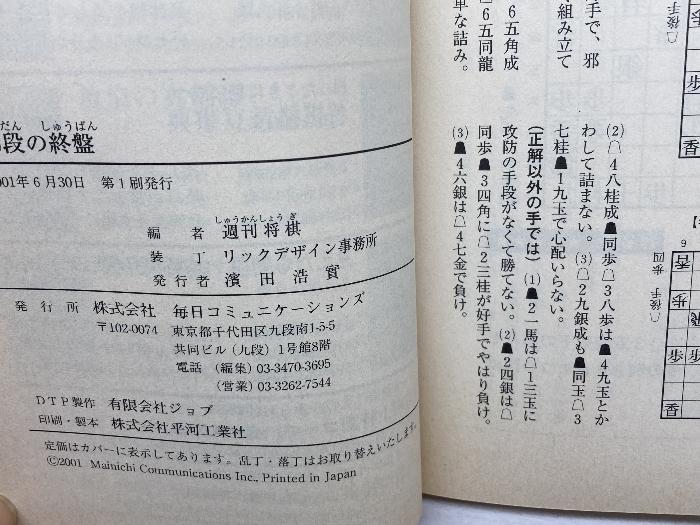 だん しゅうばん
段の終盤
01年6月30日 第1刷発行
しゅうかんしょうぎ
編者 週刊将棋
装丁 リックデザイン事務所
発行者 濱田浩實
発行所 株式会社 毎日コミュニケーションズ
〒102-0074 東京都千代田区九段南1-5-5
共同ビル(九段)1号館8階
電話 (編集) 03-3470-3695
(営業) 03-3262-7544
DTP製作 有限会社ジョブ
印刷・製本 株式会社平河工業社
定価はカバーに表示してあります。乱丁・落丁はお取り替えいたします。
©2001 Mainichi Communications Inc., Printed in Japan
手で、邪
組み立て
6五角成
6五同龍
単な詰み。
(2)☖4八桂成☗同歩☖3八歩は☗4九玉とか
わして詰まない。(3)☖2九銀成も☗同玉☖3
七桂☗1九玉で心配いらない。
(正解以外の手では)(1)☗2一馬は☖1三玉に
攻防の手段がなくて勝てない。(2)☗2四銀は☖
同歩☗3四角に☖2三桂が好手でやはり負け。
(3)☗4六銀は☖4七金で負け。
☖後手
歩
香
6
香
☖後手 歩四
歩
歩
香